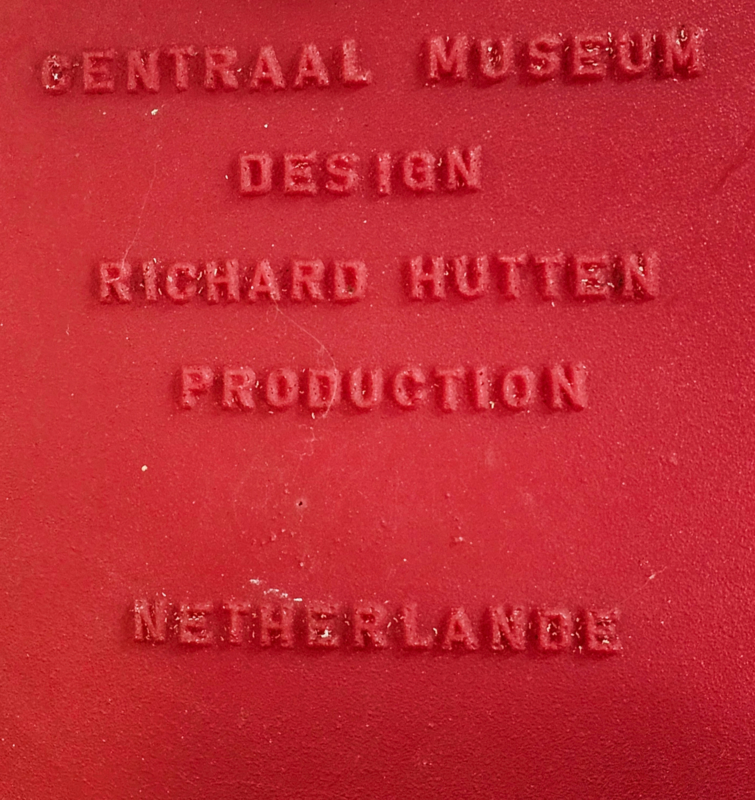 CENTRAAL MUSEUM
DESIGN
RICHARD HUTTEN
PRODUCTION
NETHERLANDE